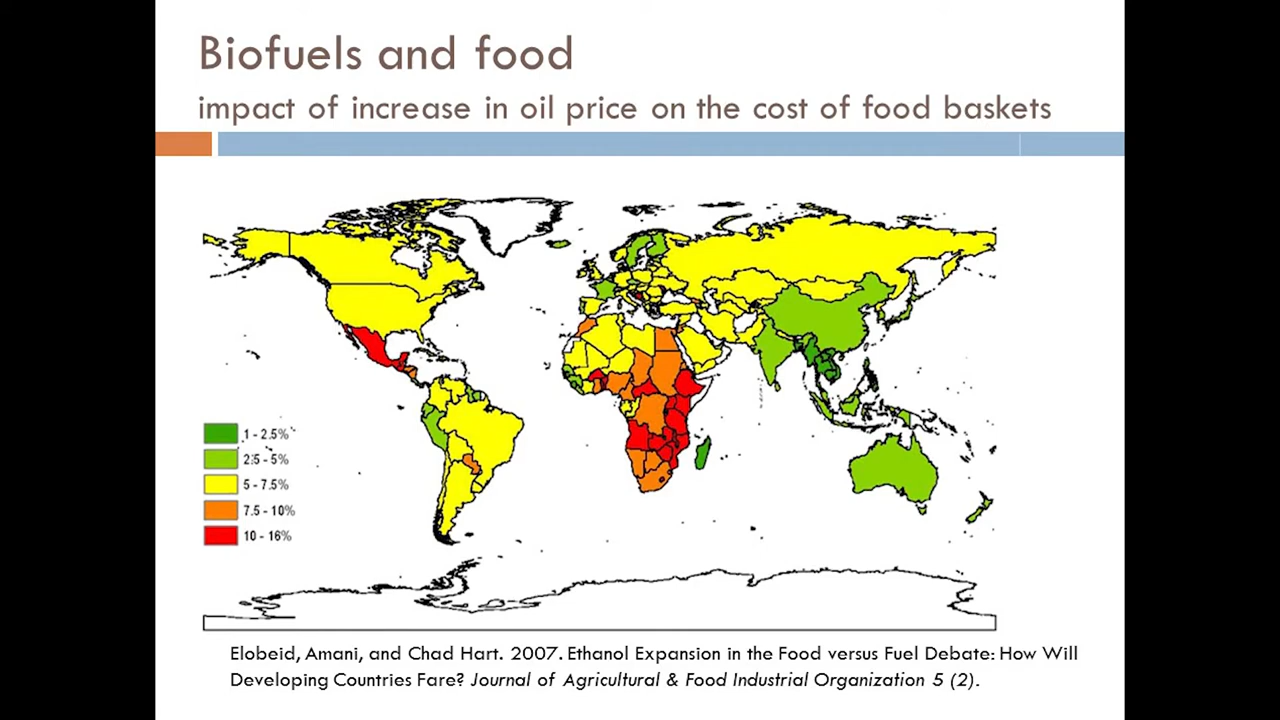 Biofuels and food
impact of increase in oil price on the cost of food baskets
1 - 2.5%
2.5 - 5%
5 - 7.5%
7.5 - 10%
10 - 16%
Elobeid, Amani, and Chad Hart. 2007. Ethanol Expansion in the Food versus Fuel Debate: How Will
Developing Countries Fare? Journal of Agricultural & Food Industrial Organization 5 (2).